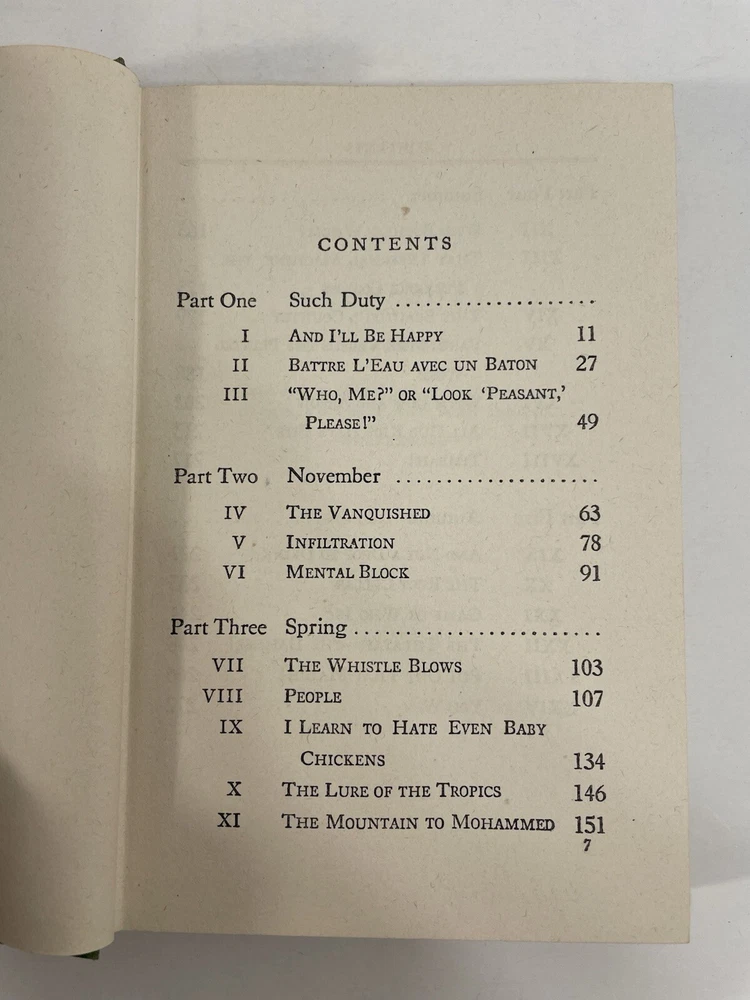 CONTENTS
Part One Such Duty ....................
I And I'll Be Happy 11
II Battre L'Eau avec un Baton 27
III "Who, Me?" or "Look 'Peasant,'
Please!" 49
Part Two November ....................
IV The Vanquished 63
V Infiltration 78
VI Mental Block 91
Part Three Spring ........................
VII The Whistle Blows 103
VIII People 107
IX I Learn to Hate Even Baby
Chickens 134
X The Lure of the Tropics 146
XI The Mountain to Mohammed 151
7